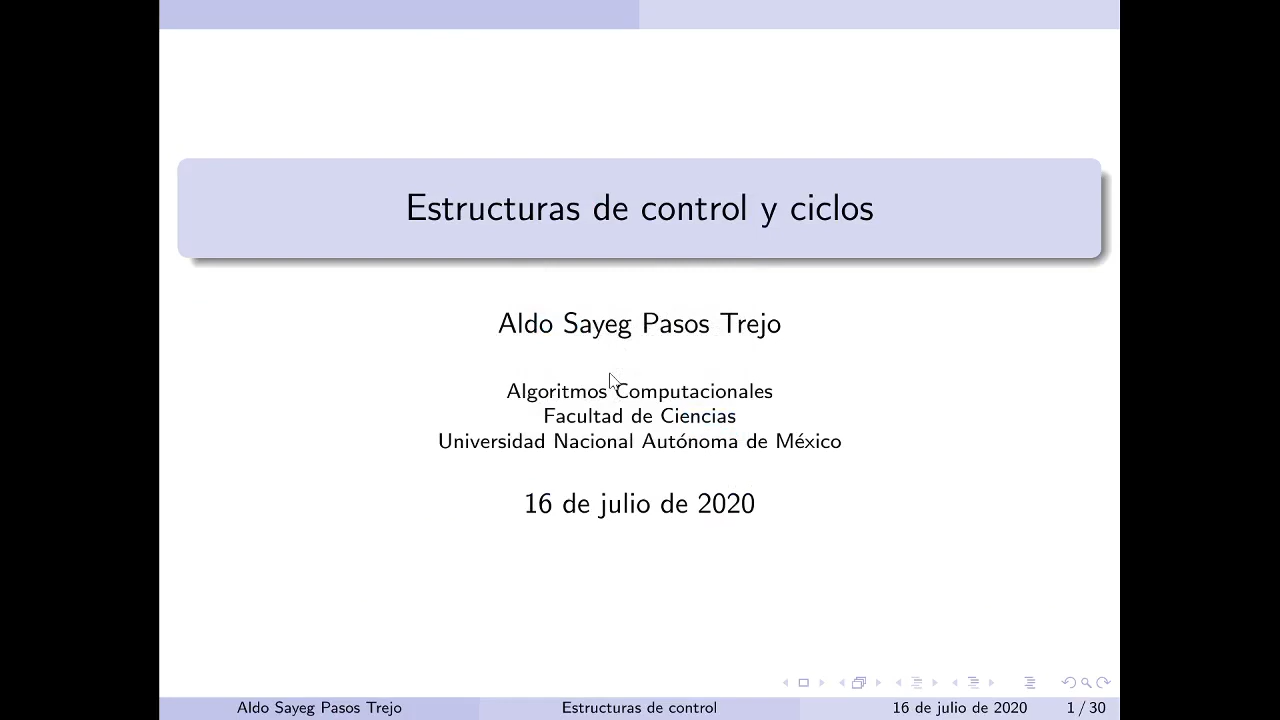 Estructuras de control y ciclos
Aldo Sayeg Pasos Trejo
Algoritmos Computacionales
Facultad de Ciencias
Universidad Nacional Autónoma de México
16 de julio de 2020
Aldo Sayeg Pasos Trejo Estructuras de control 16 de julio de 2020 1 / 30